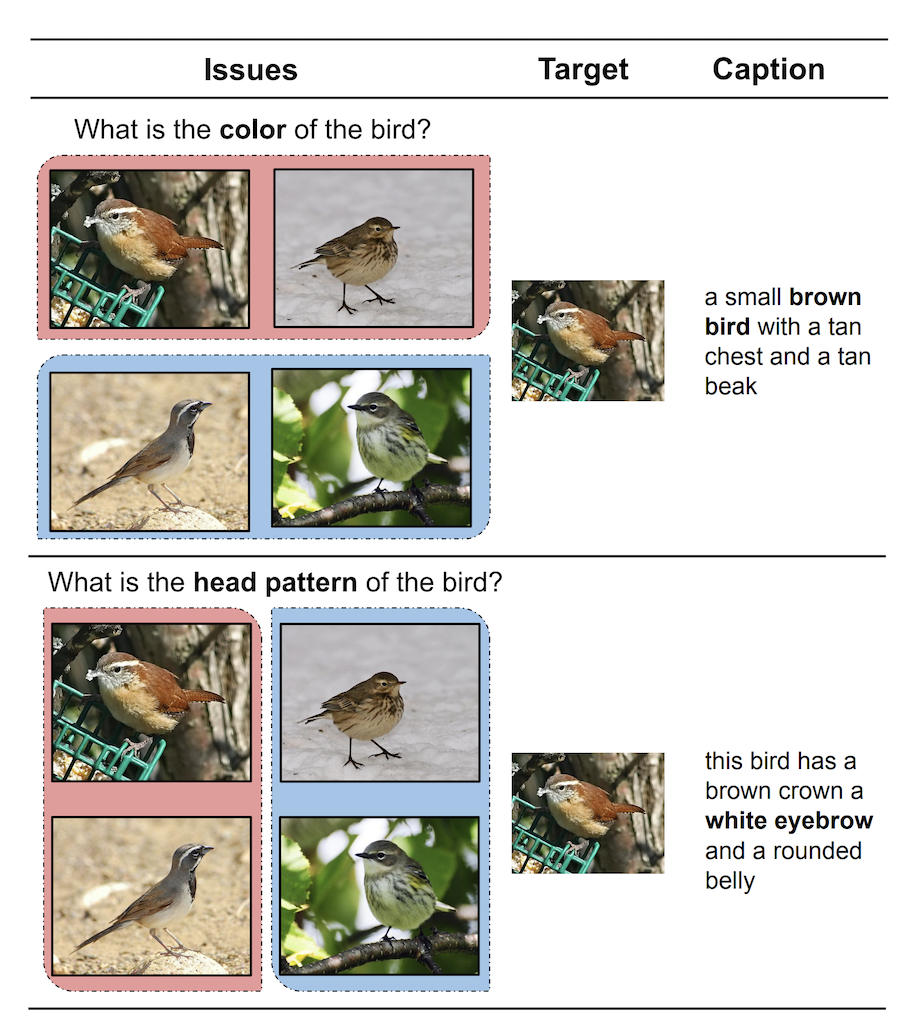 Issues Target Caption
What is the color of the bird?
a small brown
bird with a tan
chest and a tan
beak
What is the head pattern of the bird?
this bird has a
brown crown a
white eyebrow
and a rounded
belly